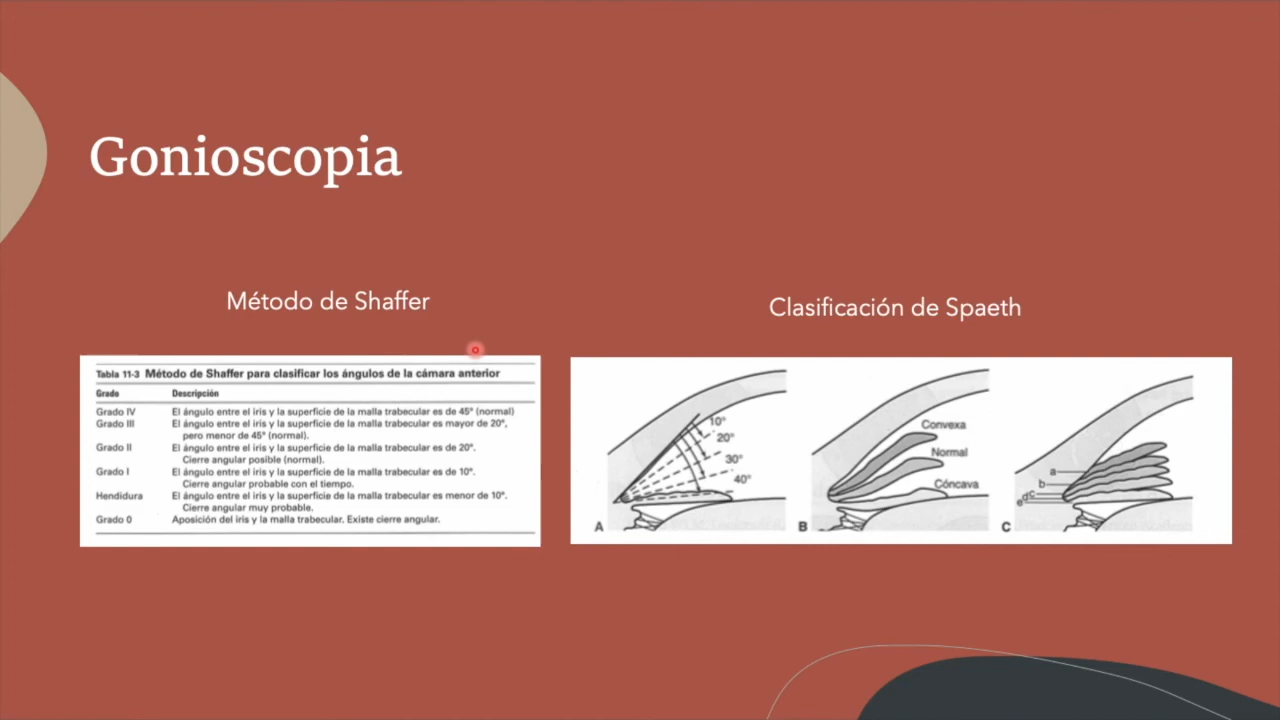 Gonioscopia
Método de Shaffer
Tabla 11-3 Método de Shaffer para clasificar los ángulos de la cámara anterior
Grado Descripción
Grado IV El ángulo entre el iris y la superficie de la malla trabecular es de 45° (normal)
Grado III El ángulo entre el iris y la superficie de la malla trabecular es mayor de 20°,
pero menor de 45° (normal).
Grado II El ángulo entre el iris y la superficie de la malla trabecular es de 20°.
Cierre angular posible (normal).
Grado I El ángulo entre el iris y la superficie de la malla trabecular es de 10°.
Cierre angular probable con el tiempo.
Hendidura El ángulo entre el iris y la superficie de la malla trabecular es menor de 10°.
Cierre angular muy probable.
Grado 0 Aposición del iris y la malla trabecular. Existe cierre angular.
Clasificación de Spaeth
10°
20°
30°
40°
A
Convexa
Normal
Cóncava
B
a
b
c
d
e
C